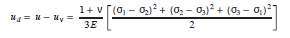 u_d = u − u_v = \frac{1 + ν}{3E} \left[ \frac{(σ_1 − σ_2)^2 + (σ_2 − σ_3)^2 + (σ_3 − σ_1)^2}{2} \right]